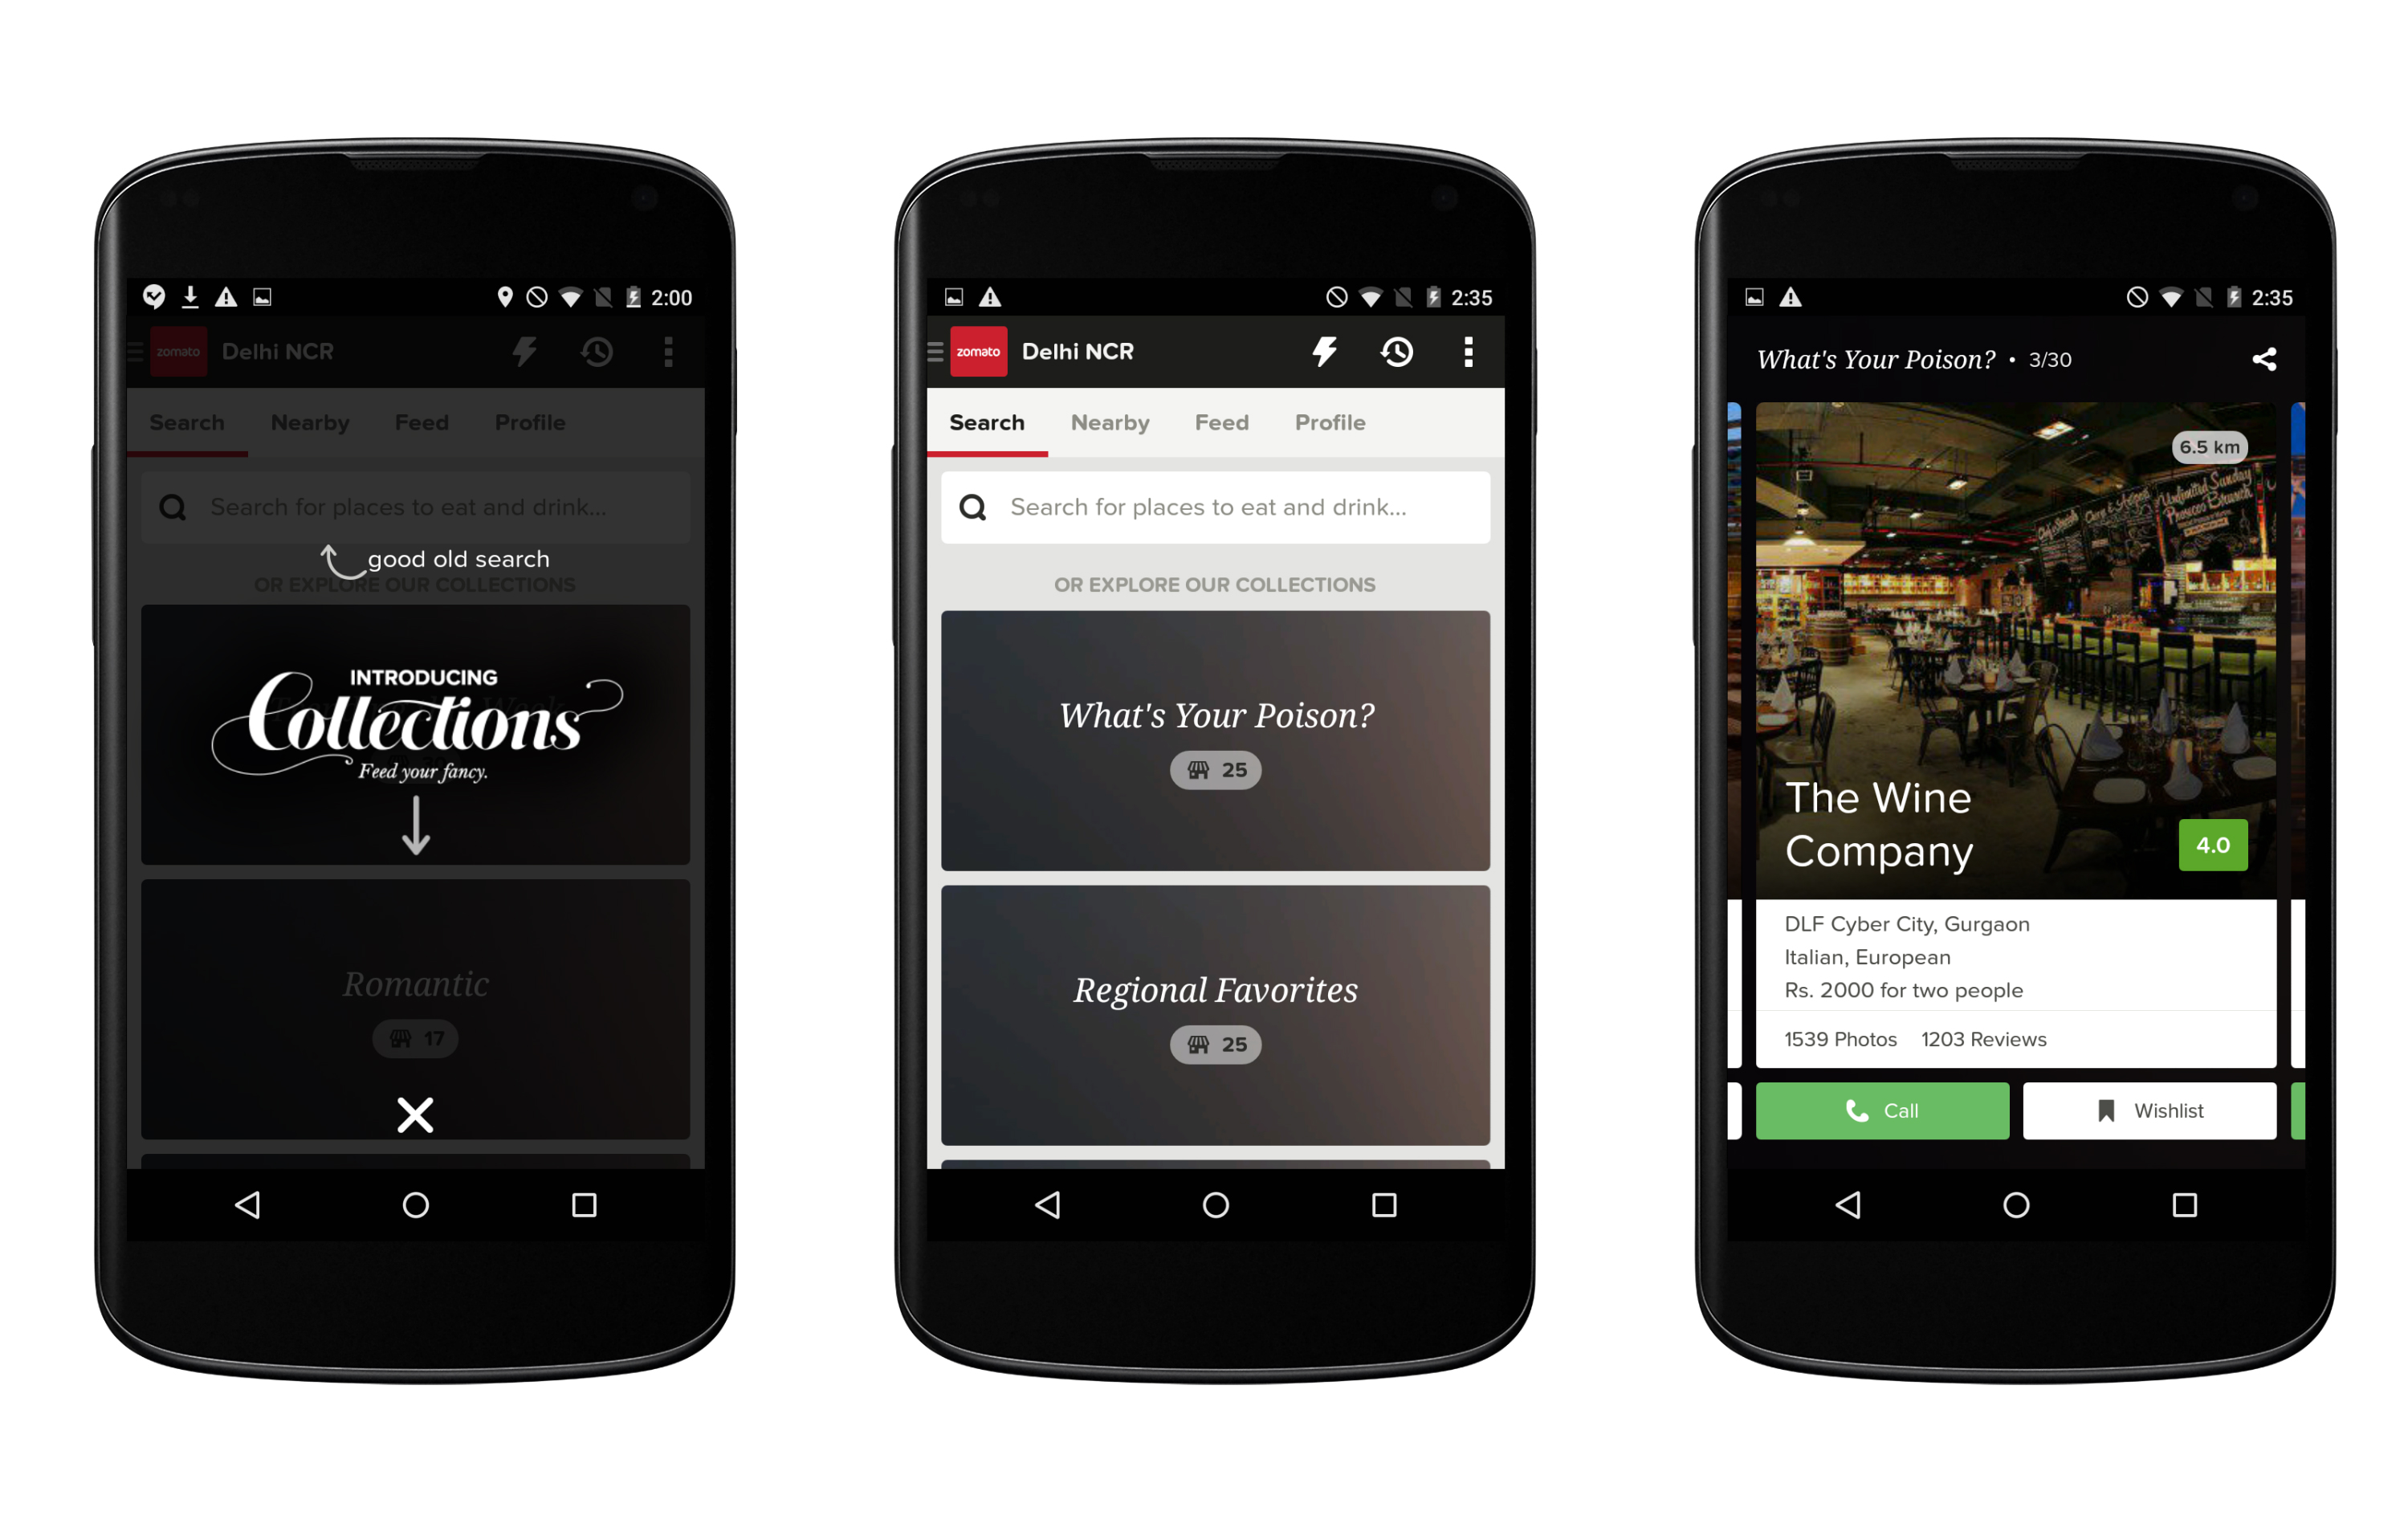 2:00
zomato Delhi NCR
Search Nearby Feed Profile
Search for places to eat and drink...
good old search
OR EXPLORE OUR COLLECTIONS
INTRODUCING
Collections
Feed your fancy.
Romantic
17
2:35
zomato Delhi NCR
Search Nearby Feed Profile
Search for places to eat and drink...
OR EXPLORE OUR COLLECTIONS
What's Your Poison?
25
Regional Favorites
25
2:35
What's Your Poison? • 3/30
6.5 km
Unlimited Sunday
Prosecco Brunch
The Wine
Company
4.0
DLF Cyber City, Gurgaon
Italian, European
Rs. 2000 for two people
1539 Photos 1203 Reviews
Call Wishlist